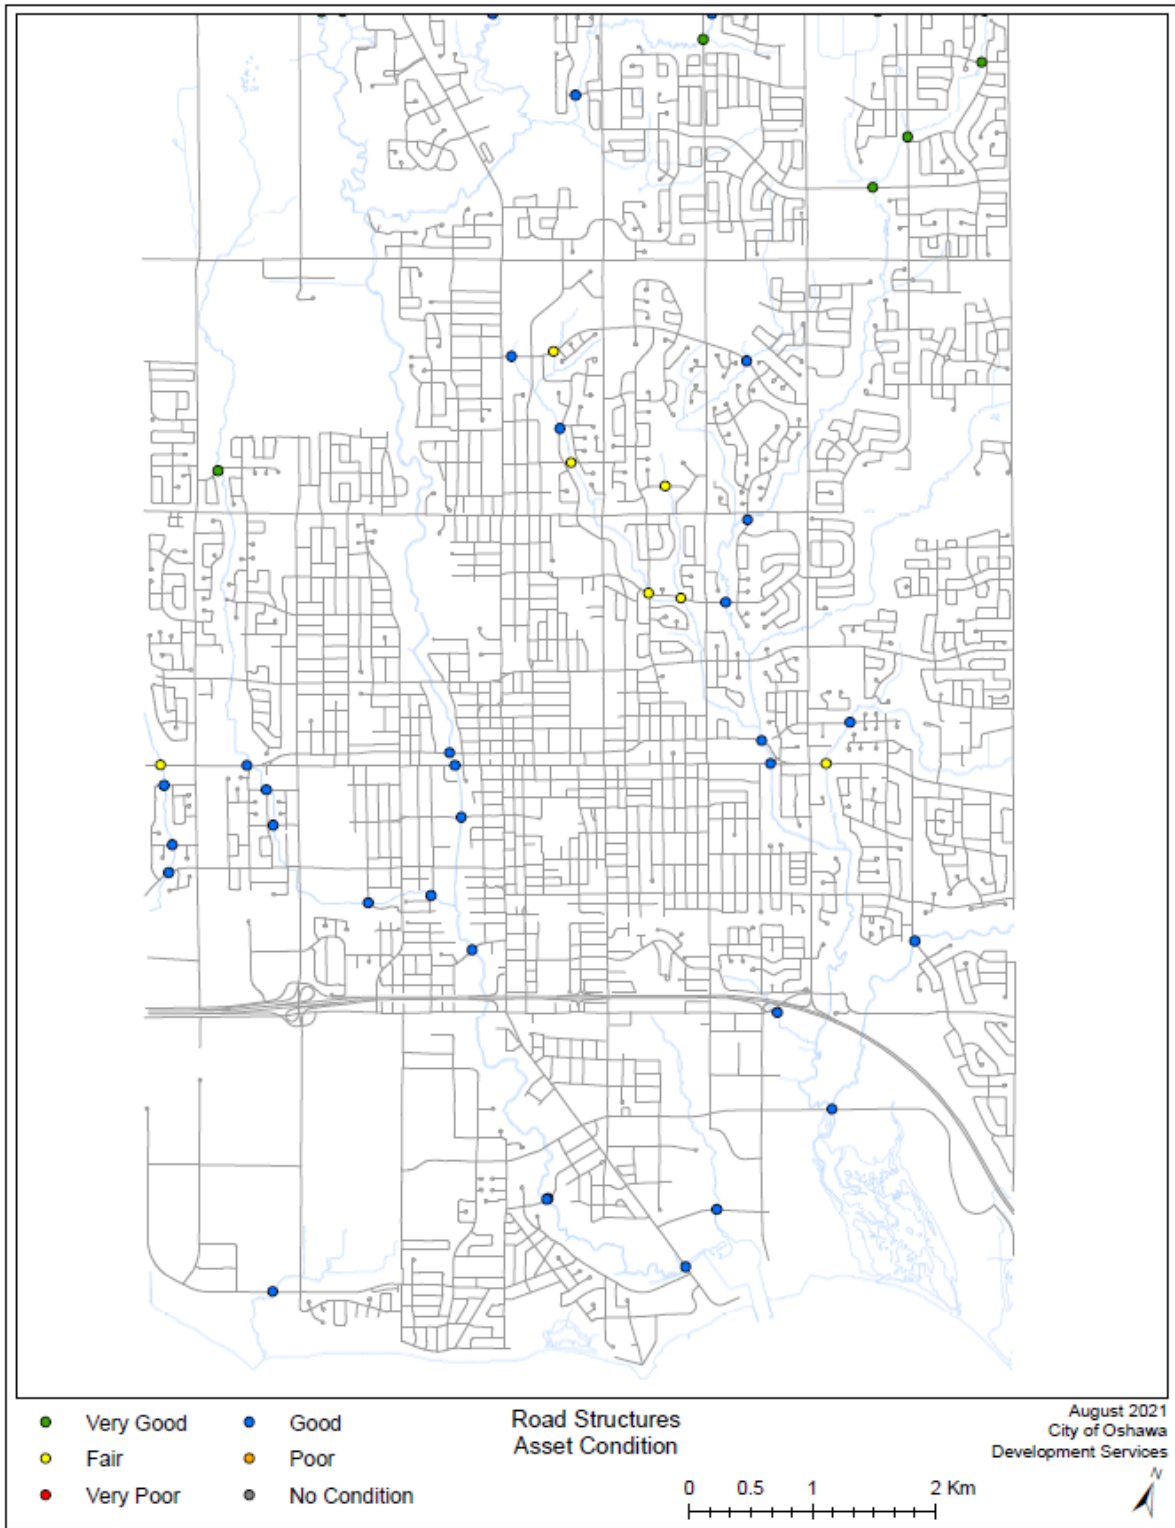 Very Good
Good
Fair
Poor
Very Poor
No Condition
Road Structures
Asset Condition
August 2021
City of Oshawa
Development Services
N
0 0.5 1 2 Km